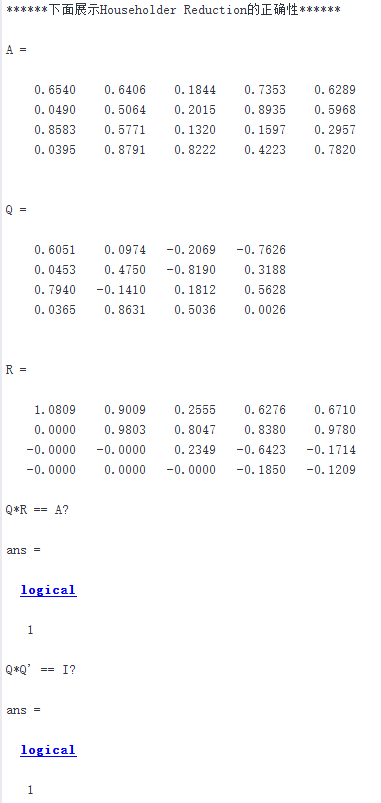 ******下面展示Householder Reduction的正确性******
A =
0.6540 0.6406 0.1844 0.7353 0.6289
0.0490 0.5064 0.2015 0.8935 0.5968
0.8583 0.5771 0.1320 0.1597 0.2957
0.0395 0.8791 0.8222 0.4223 0.7820
Q =
0.6051 0.0974 -0.2069 -0.7626
0.0453 0.4750 -0.8190 0.3188
0.7940 -0.1410 0.1812 0.5628
0.0365 0.8631 0.5036 0.0026
R =
1.0809 0.9009 0.2555 0.6276 0.6710
0.0000 0.9803 0.8047 0.8380 0.9780
-0.0000 -0.0000 0.2349 -0.6423 -0.1714
-0.0000 0.0000 -0.0000 -0.1850 -0.1209
Q*R == A?
ans =
logical
1
Q*Q' == I?
ans =
logical
1